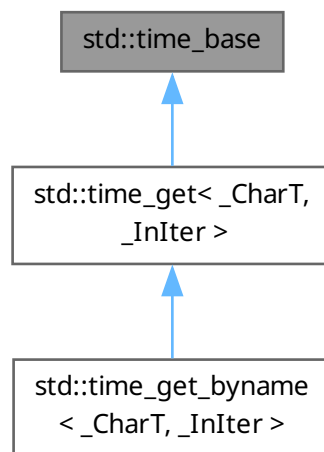 std::time_base
std::time_get< _CharT,
_InIter >
std::time_get_byname
< _CharT, _InIter >